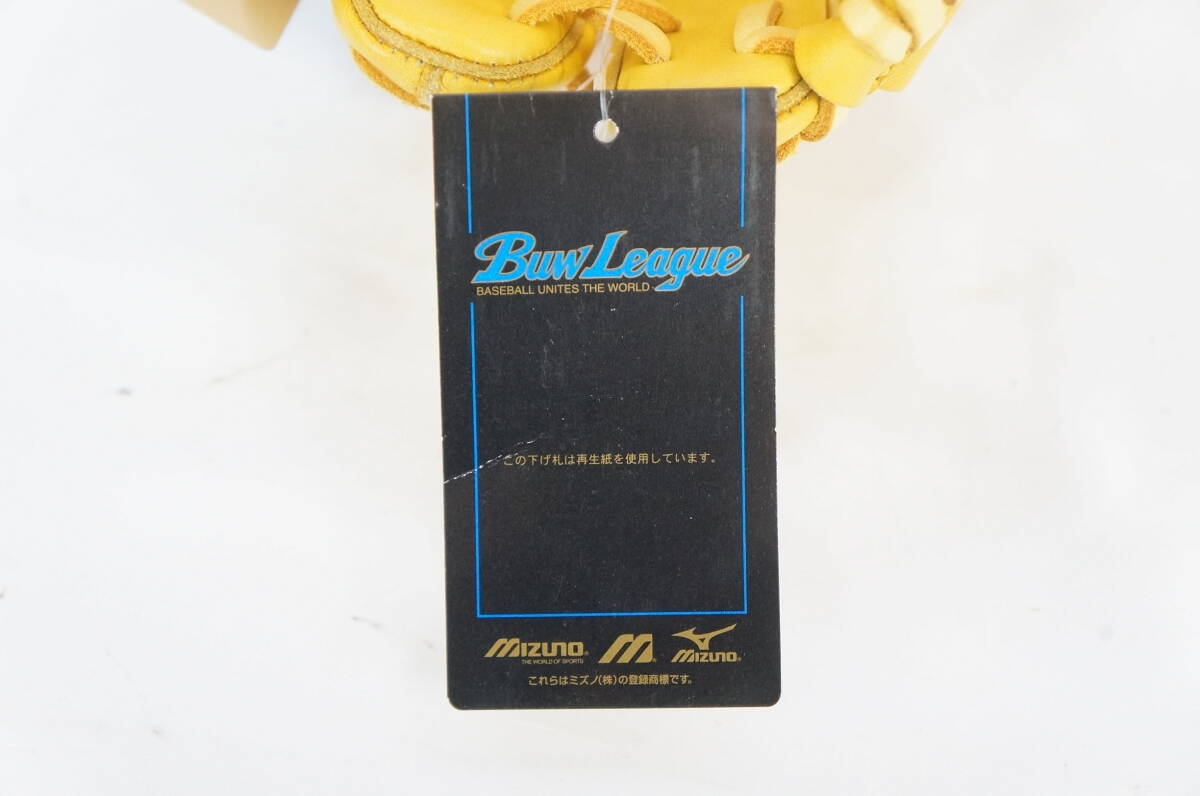 Buw League
BASEBALL UNITES THE WORLD
この下げ札は再生紙を使用しています。
MIZUNO®
THE WORLD OF SPORTS
M®
MIZUNO®
これらはミズノ(株)の登録商標です。